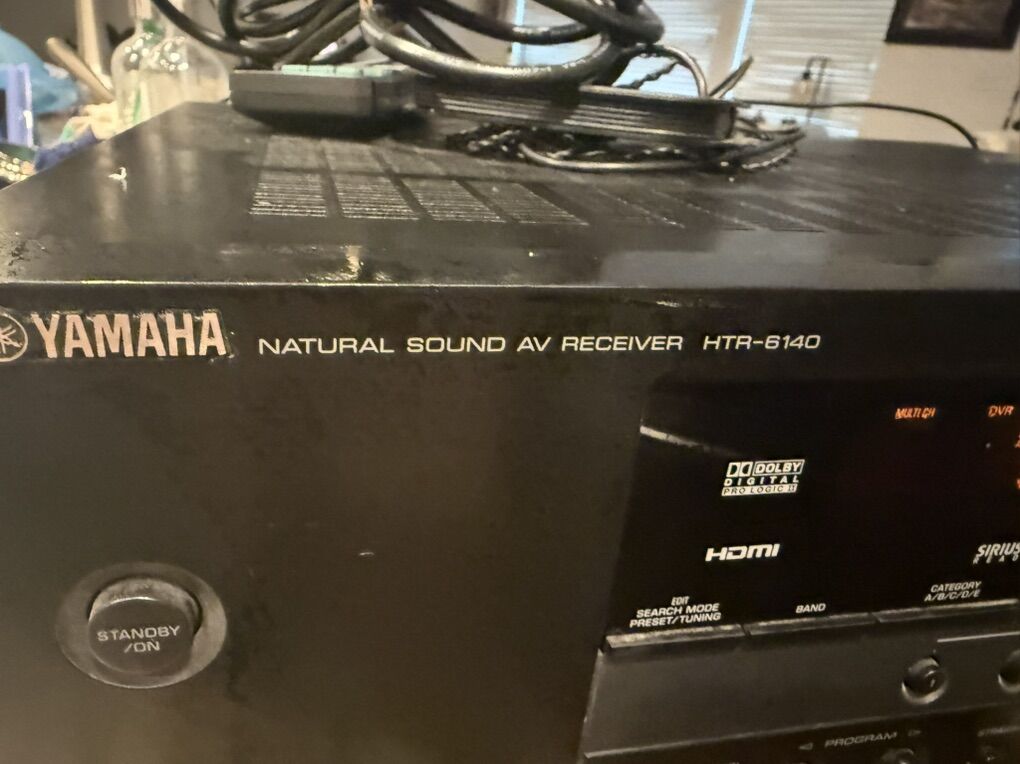 YAMAHA NATURAL SOUND AV RECEIVER HTR-6140
MULTI CH DVR
DOLBY
DIGITAL
PRO LOGIC II
HDMI
SIRIUS
EDIT
SEARCH MODE
PRESET/TUNING
BAND
CATEGORY
A/B/C/D/E
STANDBY
/ON
PROGRAM